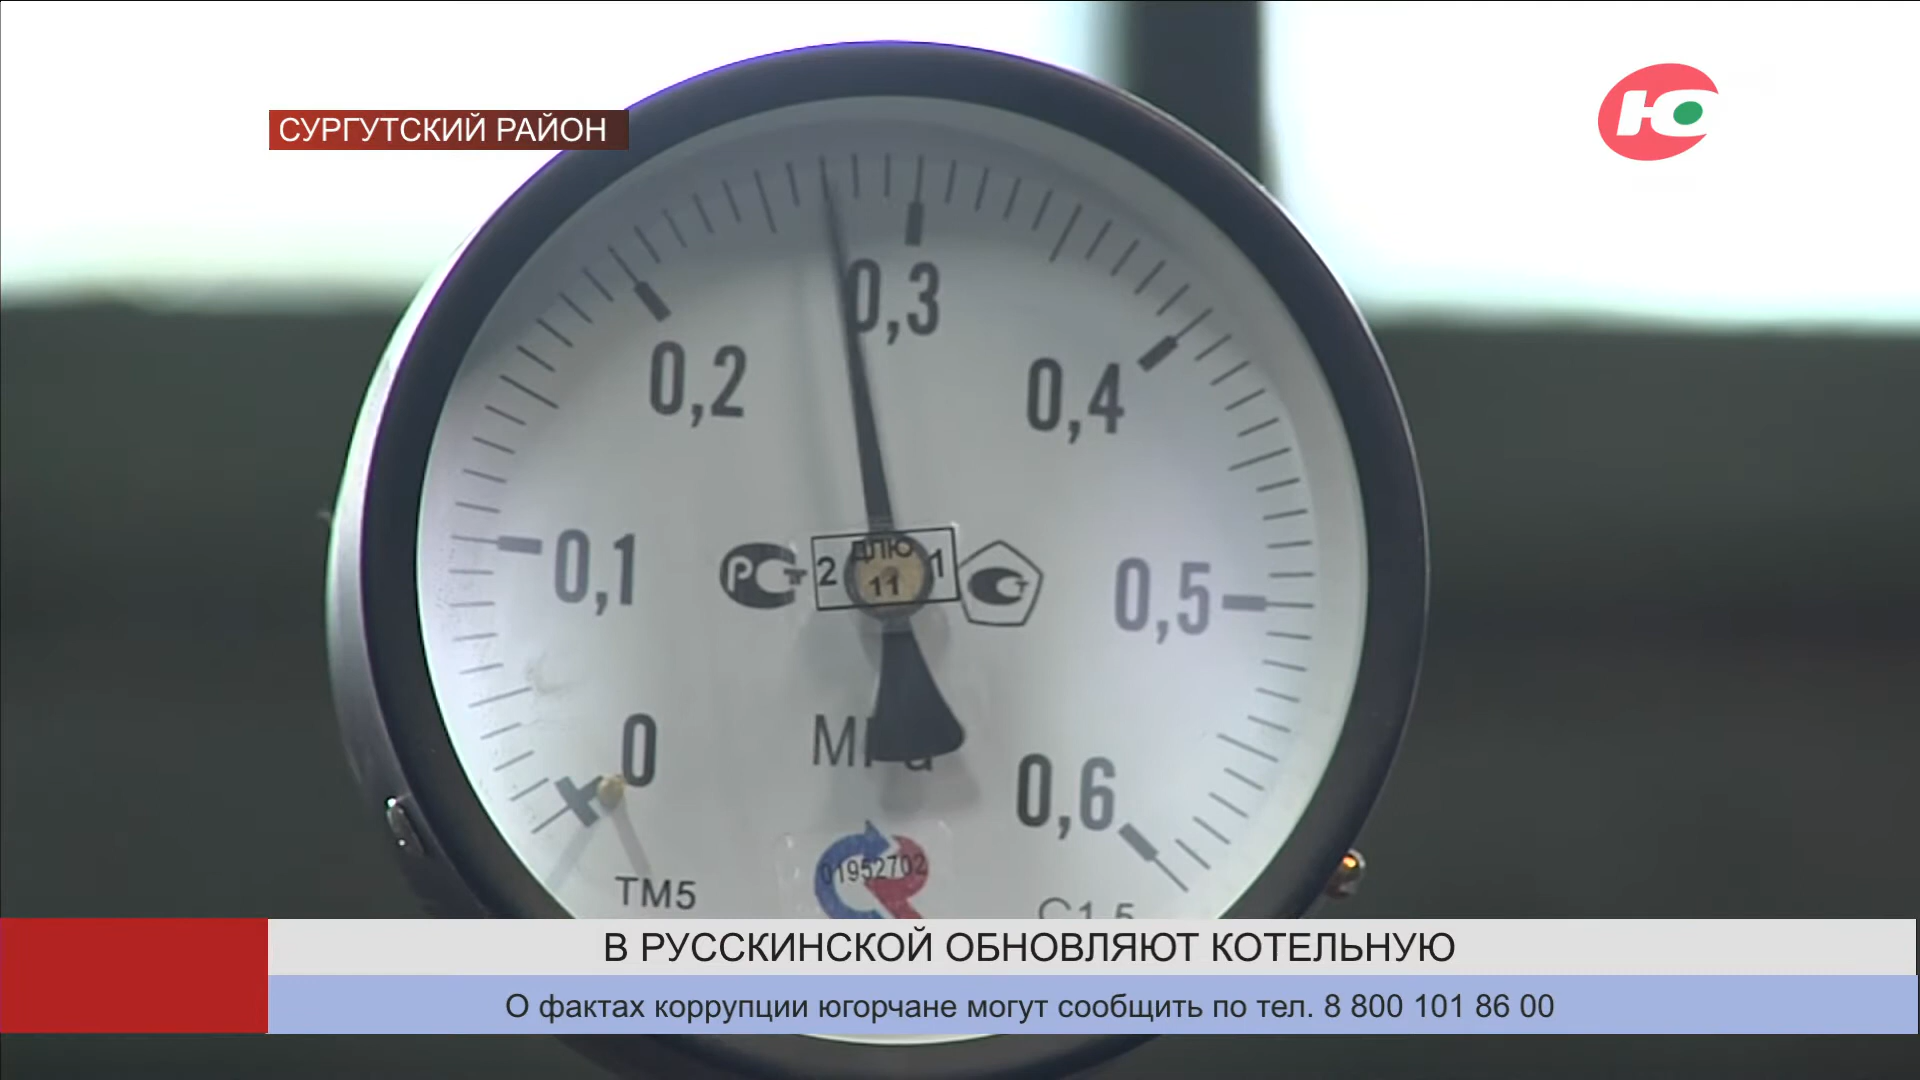 СУРГУТСКИЙ РАЙОН
Ю
0,3
0,2
0,4
0,1
0,5
2 ДЛЮ 1
11
РСТ
0
МПа
0,6
01952702
ТМ5
В РУССКИНСКОЙ ОБНОВЛЯЮТ КОТЕЛЬНУЮ
О фактах коррупции югорчане могут сообщить по тел. 8 800 101 86 00